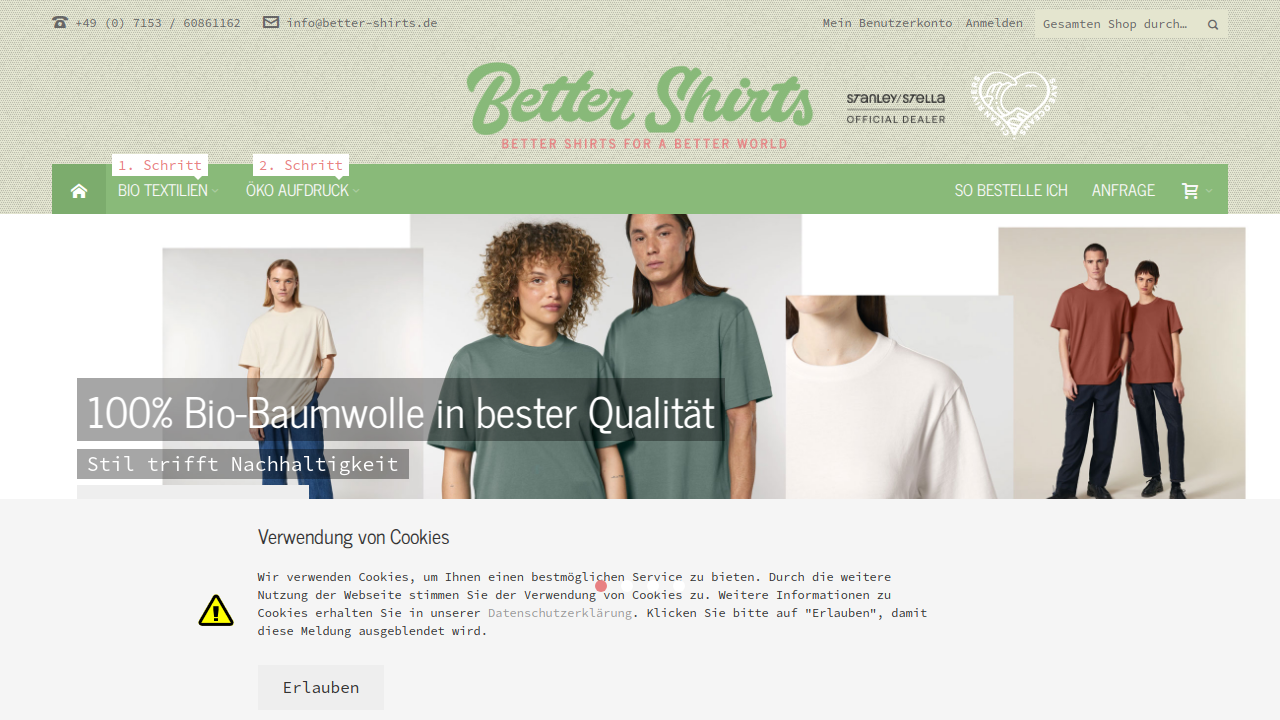 +49 (0) 7153 / 60861162
info@better-shirts.de
Mein Benutzerkonto
Anmelden
Gesamten Shop durch…
Better Shirts
BETTER SHIRTS FOR A BETTER WORLD
STANLEY/STELLA
OFFICIAL DEALER
1. Schritt
2. Schritt
BIO TEXTILIEN
ÖKO AUFDRUCK
SO BESTELLE ICH
ANFRAGE
100% Bio-Baumwolle in bester Qualität
Stil trifft Nachhaltigkeit
Verwendung von Cookies
Wir verwenden Cookies, um Ihnen einen bestmöglichen Service zu bieten. Durch die weitere
Nutzung der Webseite stimmen Sie der Verwendung von Cookies zu. Weitere Informationen zu
Cookies erhalten Sie in unserer Datenschutzerklärung. Klicken Sie bitte auf "Erlauben", damit
diese Meldung ausgeblendet wird.
Erlauben